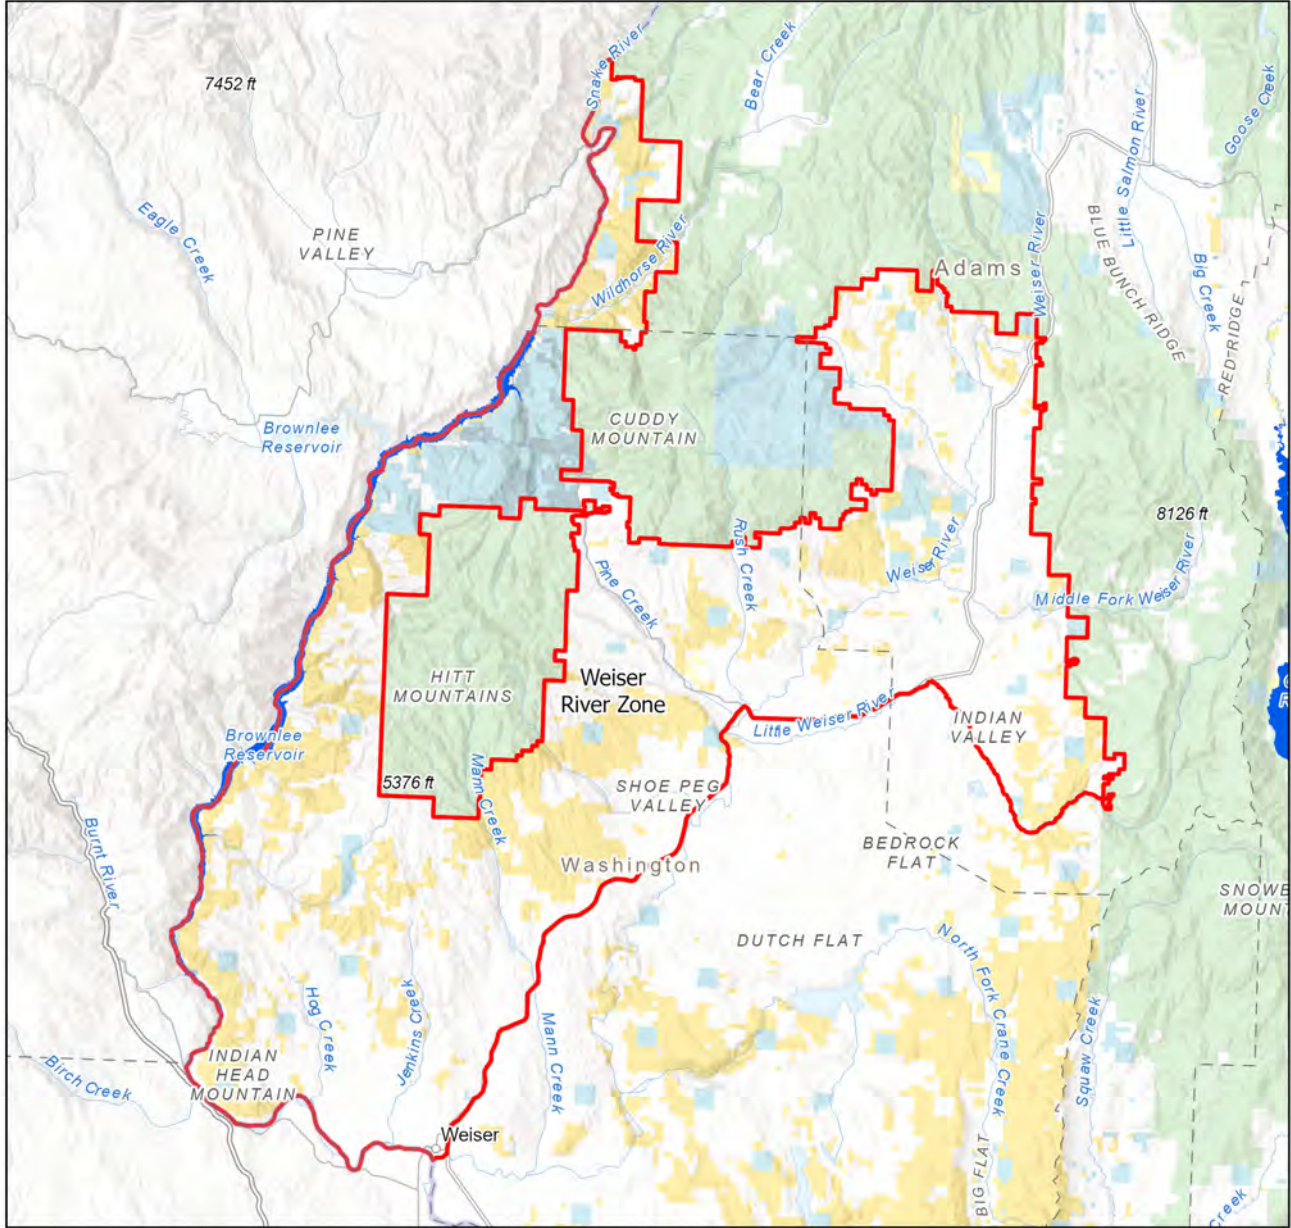 Snake River
Bear Creek
Goose Creek
7452 ft
Little Salmon River
Eagle Creek
PINE
VALLEY
Weiser River
BLUE BUNCH RIDGE
Big Creek
Wildhorse River
Adams
RED RIDGE
CUDDY
MOUNTAIN
Brownlee
Reservoir
8126 ft
Rush Creek
Weiser River
Pine Creek
Middle Fork Weiser River
HITT
MOUNTAINS
Weiser
River Zone
Little Weiser River
INDIAN
VALLEY
Brownlee
Reservoir
5376 ft
Mann Creek
SHOE PEG
VALLEY
Burnt River
BEDROCK
FLAT
Washington
SNOWB
MOUNT
DUTCH FLAT
North Fork Crane Creek
Hog Creek
Jenkins Creek
Mann Creek
Squaw Creek
INDIAN
HEAD
MOUNTAIN
Birch Creek
Weiser
BIG FLAT
Creek